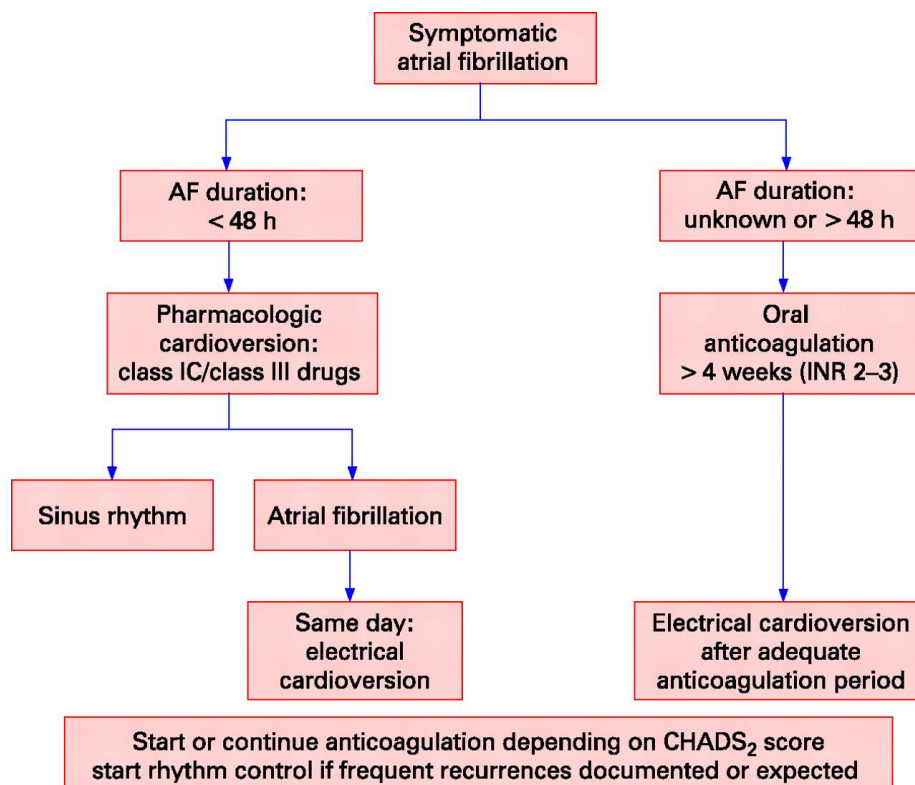 Symptomatic
atrial fibrillation
AF duration:
< 48 h
AF duration:
unknown or > 48 h
Pharmacologic
cardioversion:
class IC/class III drugs
Oral
anticoagulation
> 4 weeks (INR 2–3)
Sinus rhythm
Atrial fibrillation
Same day:
electrical
cardioversion
Electrical cardioversion
after adequate
anticoagulation period
Start or continue anticoagulation depending on CHADS₂ score
start rhythm control if frequent recurrences documented or expected